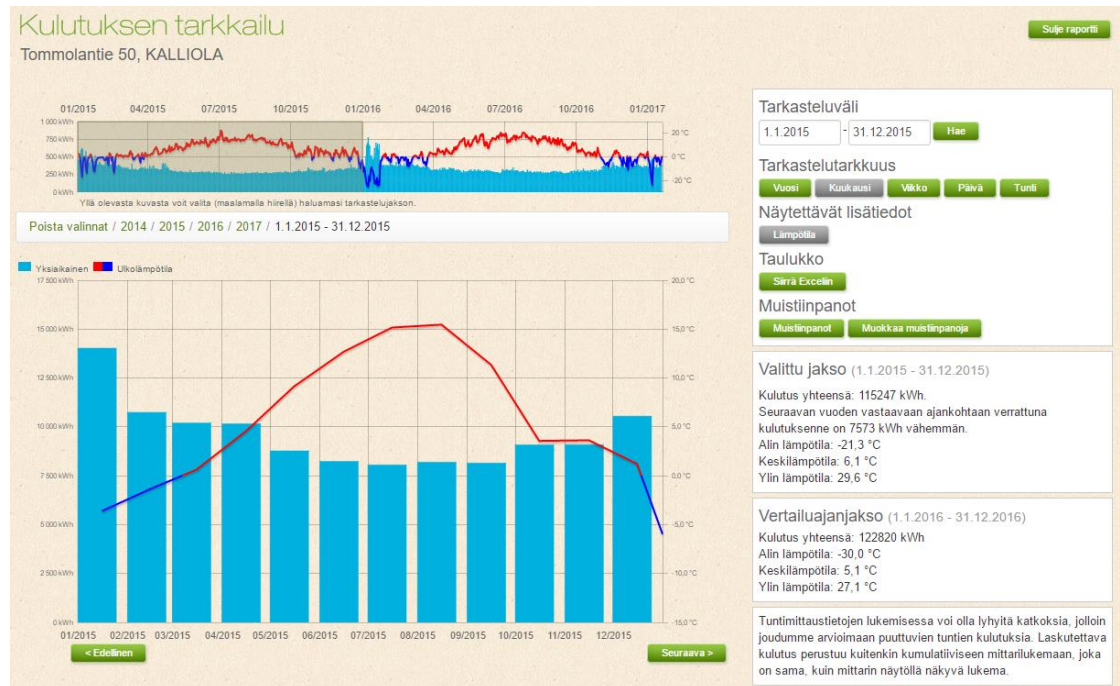 Kulutuksen tarkkailu
Tommolantie 50, KALLIOLA
Sulje raportti
01/2015 04/2015 07/2015 10/2015 01/2016 04/2016 07/2016 10/2016 01/2017
1 000 kWh
750 kWh
500 kWh
250 kWh
0 kWh
20 °C
0 °C
-20 °C
Yllä olevasta kuvasta voit valita (maalamalla hiirellä) haluamasi tarkastelujakson.
Poista valinnat / 2014 / 2015 / 2016 / 2017 / 1.1.2015 - 31.12.2015
Yksiaikainen Ulkolämpötila
17 500 kWh
15 000 kWh
12 500 kWh
10 000 kWh
7 500 kWh
5 000 kWh
2 500 kWh
0 kWh
20,0 °C
15,0 °C
10,0 °C
5,0 °C
0,0 °C
-5,0 °C
-10,0 °C
-15,0 °C
01/2015 02/2015 03/2015 04/2015 05/2015 06/2015 07/2015 08/2015 09/2015 10/2015 11/2015 12/2015
< Edellinen
Seuraava >
Tarkasteluväli
1.1.2015 - 31.12.2015 Hae
Tarkastelutarkkuus
Vuosi Kuukausi Viikko Päivä Tunti
Näytettävät lisätiedot
Lämpötila
Taulukko
Siirrä Exceliin
Muistiinpanot
Muistiinpanot Muokkaa muistiinpanoja
Valittu jakso (1.1.2015 - 31.12.2015)
Kulutus yhteensä: 115247 kWh.
Seuraavan vuoden vastaavaan ajankohtaan verrattuna
kulutuksenne on 7573 kWh vähemmän.
Alin lämpötila: -21,3 °C
Keskilämpötila: 6,1 °C
Ylin lämpötila: 29,6 °C
Vertailuajanjakso (1.1.2016 - 31.12.2016)
Kulutus yhteensä: 122820 kWh
Alin lämpötila: -30,0 °C
Keskilämpötila: 5,1 °C
Ylin lämpötila: 27,1 °C
Tuntimittaustietojen lukemisessa voi olla lyhyitä katkoksia, jolloin
joudumme arvioimaan puuttuvien tuntien kulutuksia. Laskutettava
kulutus perustuu kuitenkin kumulatiiviseen mittarilukemaan, joka
on sama, kuin mittarin näytöllä näkyvä lukema.